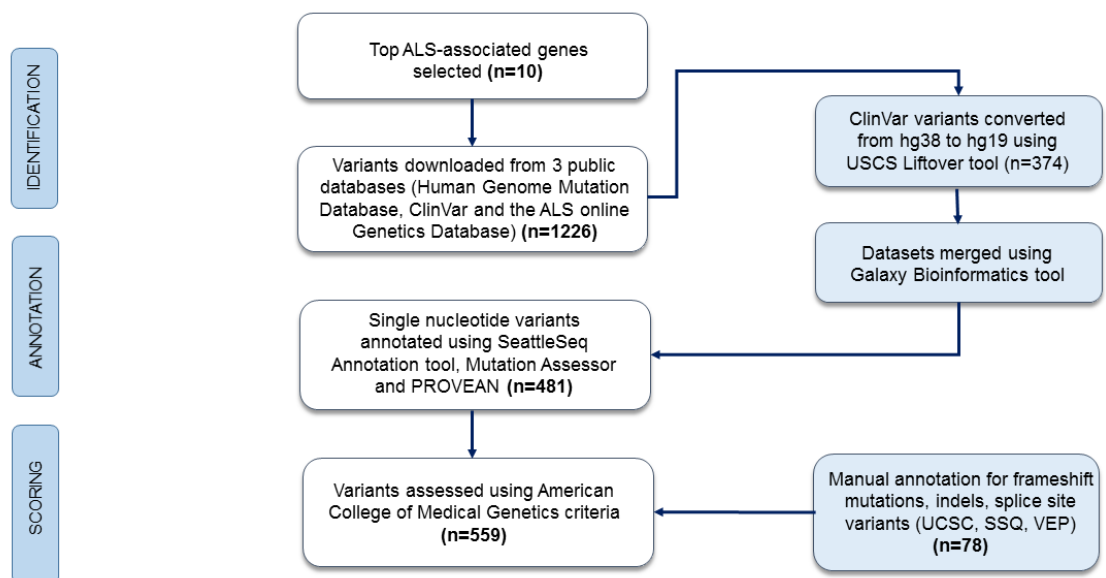 IDENTIFICATION
Top ALS-associated genes
selected (n=10)
Variants downloaded from 3 public
databases (Human Genome Mutation
Database, ClinVar and the ALS online
Genetics Database) (n=1226)
ClinVar variants converted
from hg38 to hg19 using
USCS Liftover tool (n=374)
Datasets merged using
Galaxy Bioinformatics tool
ANNOTATION
Single nucleotide variants
annotated using SeattleSeq
Annotation tool, Mutation Assessor
and PROVEAN (n=481)
SCORING
Variants assessed using American
College of Medical Genetics criteria
(n=559)
Manual annotation for frameshift
mutations, indels, splice site
variants (UCSC, SSQ, VEP)
(n=78)